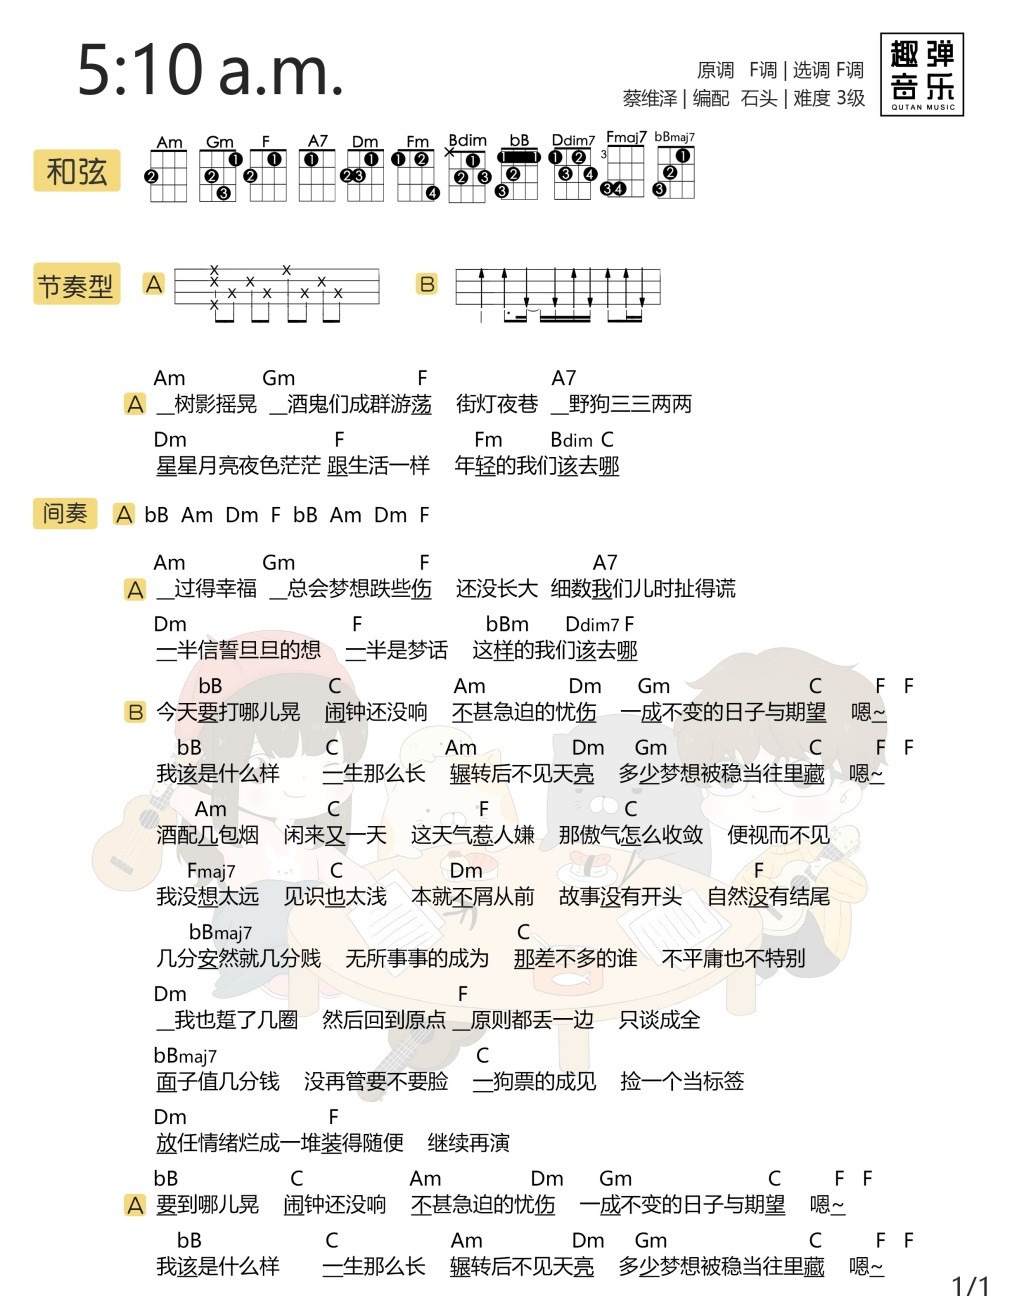 5:10 a.m.
原调 F调 | 选调 F调
蔡维泽 | 编配 石头 | 难度 3级
趣弹音乐
QUTAN MUSIC
和弦
Am Gm F A7 Dm Fm Bdim bB Ddim7 Fmaj7 bBmaj7
节奏型 A B
Am Gm F A7
A __树影摇晃 __酒鬼们成群游荡 街灯夜巷 __野狗三三两两
Dm F Fm Bdim C
星星月亮夜色茫茫 跟生活一样 年轻的我们该去哪
间奏 A bB Am Dm F bB Am Dm F
Am Gm F A7
A __过得幸福 __总会梦想跌些伤 还没长大 细数我们儿时扯得谎
Dm F bBm Ddim7 F
一半信誓旦旦的想 一半是梦话 这样的我们该去哪
bB C Am Dm Gm C F F
B 今天要打哪儿晃 闹钟还没响 不甚急迫的忧伤 一成不变的日子与期望 嗯~
bB C Am Dm Gm C F F
我该是什么样 一生那么长 辗转后不见天亮 多少梦想被稳当往里藏 嗯~
Am C F C
酒配几包烟 闲来又一天 这天气惹人嫌 那傲气怎么收敛 便视而不见
Fmaj7 C Dm F
我没想太远 见识也太浅 本就不屑从前 故事没有开头 自然没有结尾
bBmaj7 C
几分安然就几分贱 无所事事的成为 那差不多的谁 不平庸也不特别
Dm F
__我也踅了几圈 然后回到原点 __原则都丢一边 只谈成全
bBmaj7 C
面子值几分钱 没再管要不要脸 一狗票的成见 捡一个当标签
Dm F
放任情绪烂成一堆装得随便 继续再演
bB C Am Dm Gm C F F
A 要到哪儿晃 闹钟还没响 不甚急迫的忧伤 一成不变的日子与期望 嗯~
bB C Am Dm Gm C F F
我该是什么样 一生那么长 辗转后不见天亮 多少梦想被稳当往里藏 嗯~
1/1